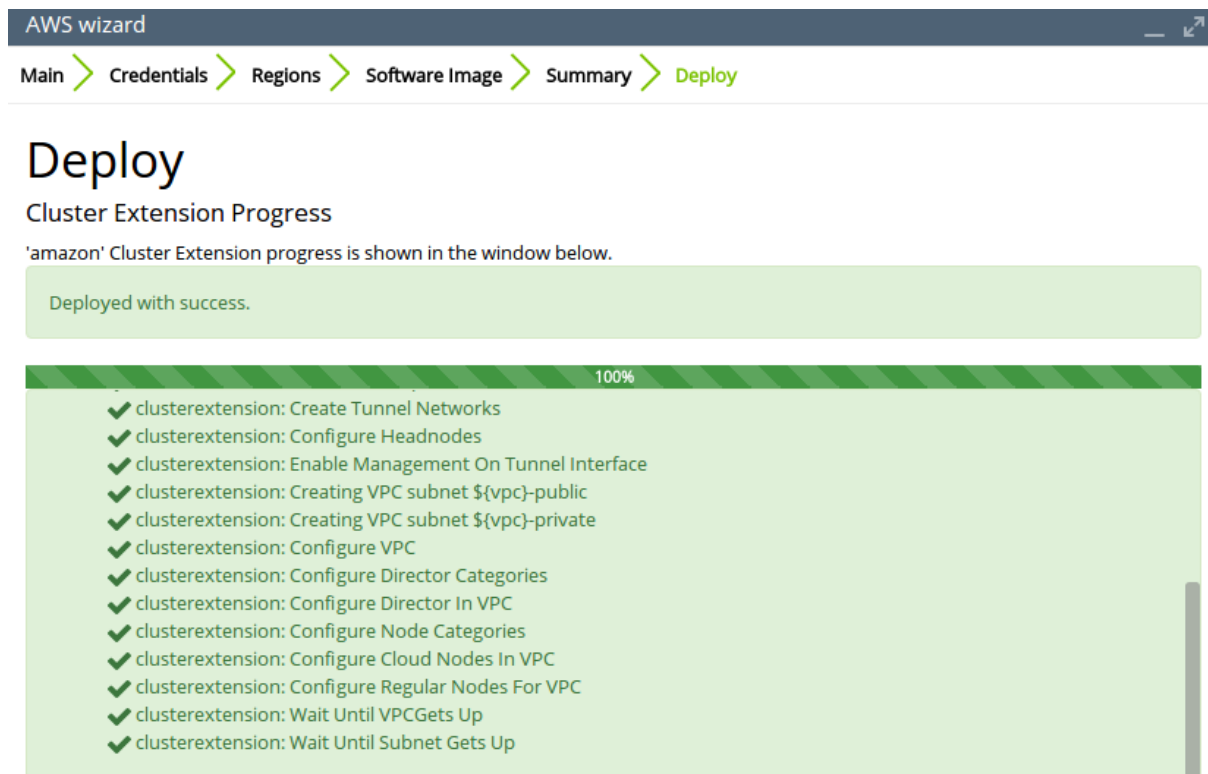 AWS wizard
Main Credentials Regions Software Image Summary Deploy
Deploy
Cluster Extension Progress
'amazon' Cluster Extension progress is shown in the window below.
Deployed with success.
100%
clusterextension: Create Tunnel Networks
clusterextension: Configure Headnodes
clusterextension: Enable Management On Tunnel Interface
clusterextension: Creating VPC subnet ${vpc}-public
clusterextension: Creating VPC subnet ${vpc}-private
clusterextension: Configure VPC
clusterextension: Configure Director Categories
clusterextension: Configure Director In VPC
clusterextension: Configure Node Categories
clusterextension: Configure Cloud Nodes In VPC
clusterextension: Configure Regular Nodes For VPC
clusterextension: Wait Until VPCGets Up
clusterextension: Wait Until Subnet Gets Up